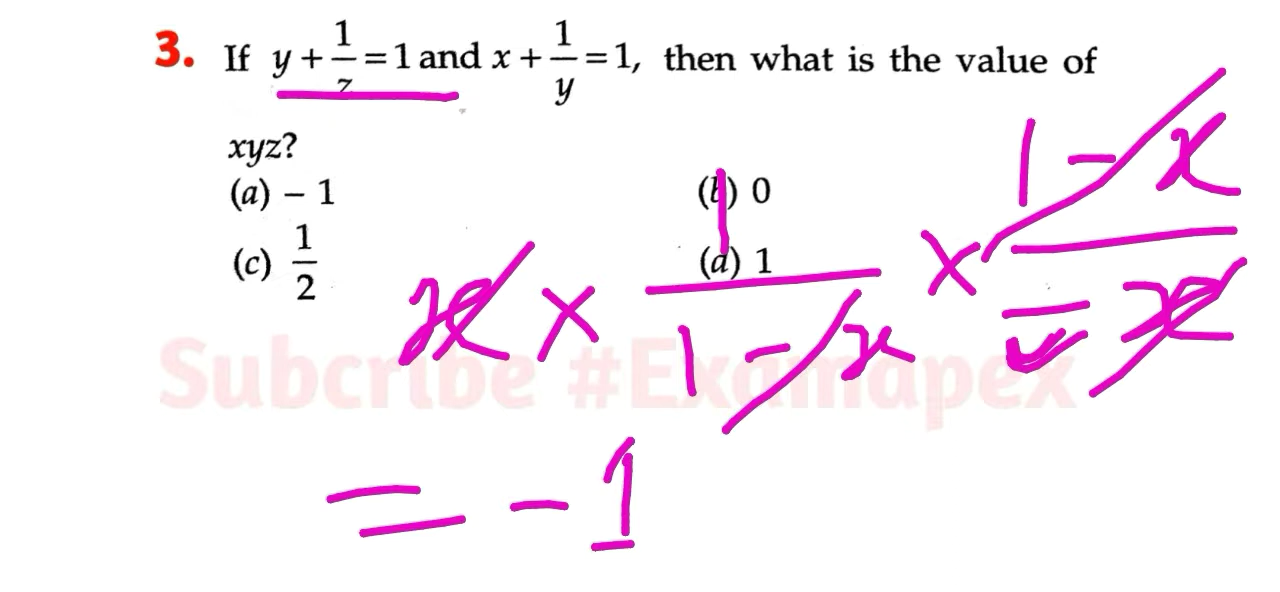 3. If y + 1/z = 1 and x + 1/y = 1, then what is the value of
xyz?
(a) – 1
(b) 0
(c) 1/2
(d) 1
x × 1/(1 - x) × (1 - x)/(- x)
Subcribe #Examapex
= - 1